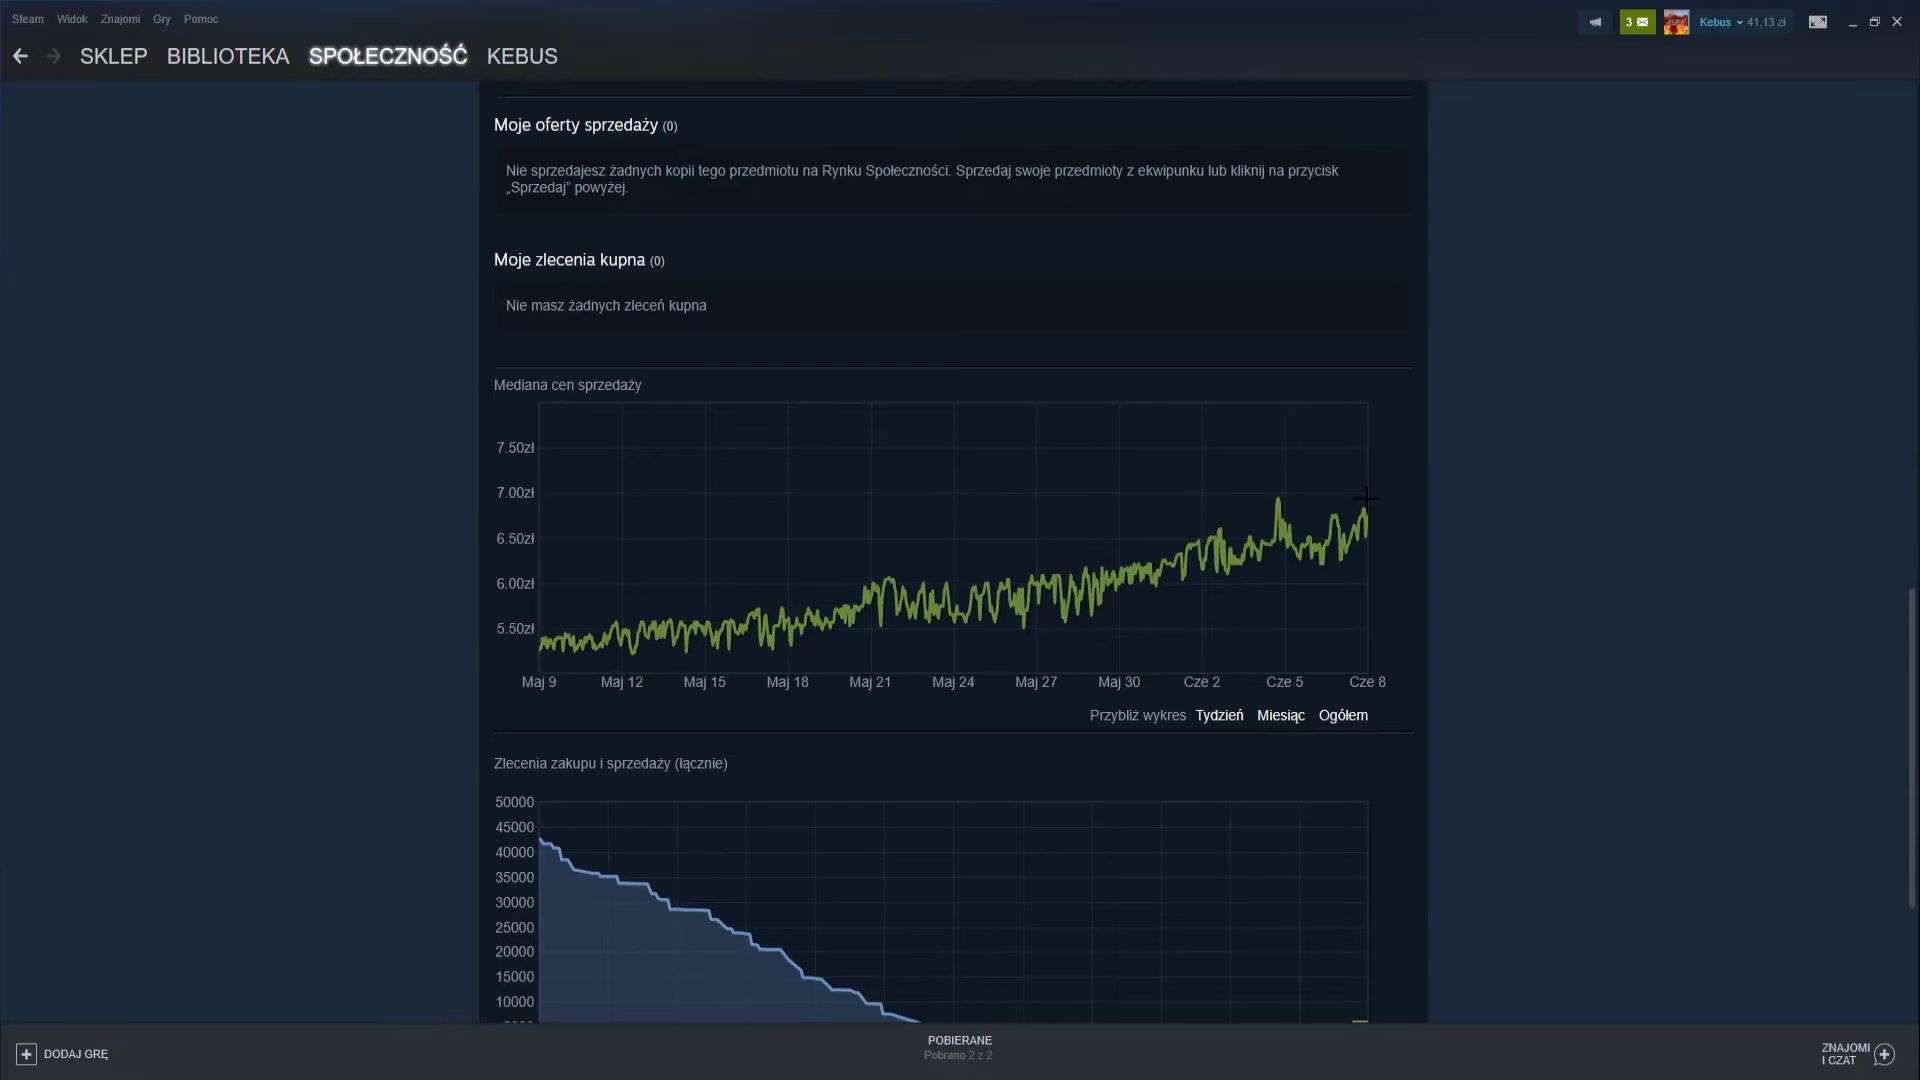 Steam Widok Znajomi Gry Pomoc
3 Kebus 41,13 zł
SKLEP BIBLIOTEKA SPOŁECZNOŚĆ KEBUS
Moje oferty sprzedaży (0)
Nie sprzedajesz żadnych kopii tego przedmiotu na Rynku Społeczności. Sprzedaj swoje przedmioty z ekwipunku lub kliknij na przycisk
„Sprzedaj” powyżej.
Moje zlecenia kupna (0)
Nie masz żadnych zleceń kupna
Mediana cen sprzedaży
7.50zł
7.00zł
6.50zł
6.00zł
5.50zł
Maj 9 Maj 12 Maj 15 Maj 18 Maj 21 Maj 24 Maj 27 Maj 30 Cze 2 Cze 5 Cze 8
Przybliż wykres Tydzień Miesiąc Ogółem
Zlecenia zakupu i sprzedaży (łącznie)
50000
45000
40000
35000
30000
25000
20000
15000
10000
DODAJ GRĘ
POBIERANE
Pobrano 2 z 2
ZNAJOMI
I CZAT